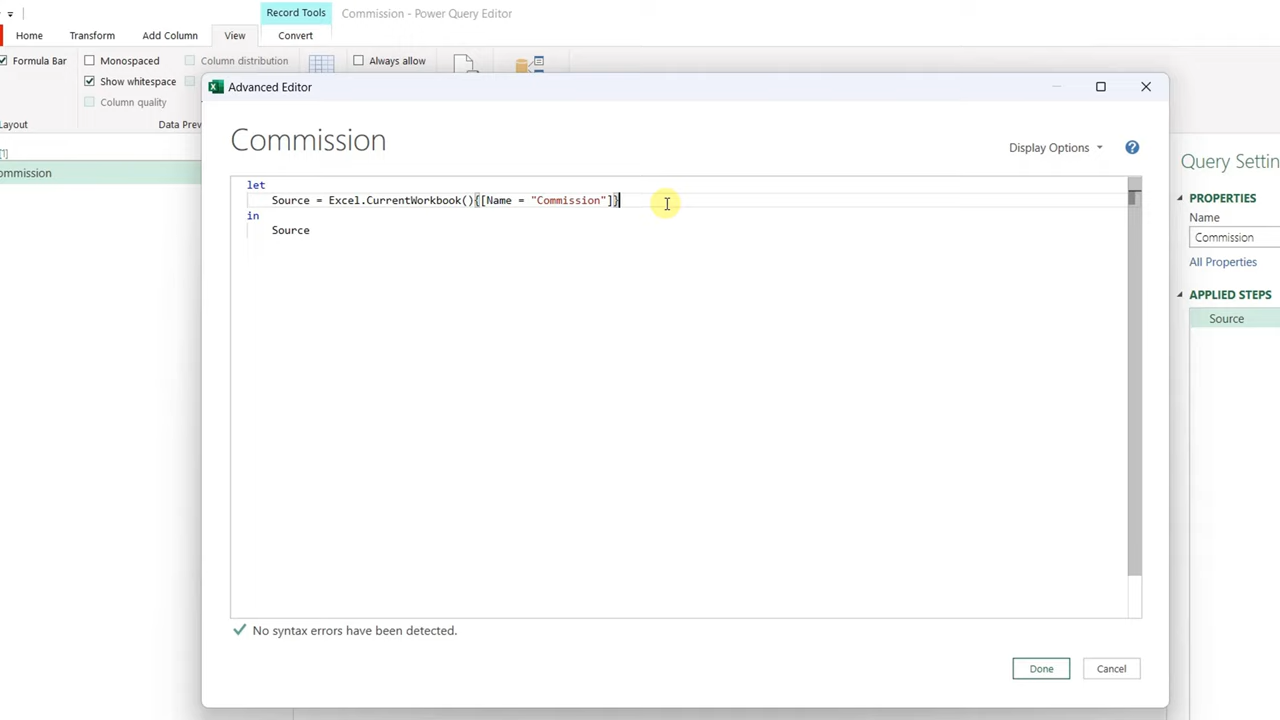 Record Tools
Commission - Power Query Editor
Home
Transform
Add Column
View
Convert
Formula Bar
Monospaced
Column distribution
Always allow
Show whitespace
Column quality
Layout
Data Prev
Advanced Editor
Commission
Display Options
?
let
Source = Excel.CurrentWorkbook(){[Name = "Commission"]}
in
Source
No syntax errors have been detected.
Done
Cancel
[1]
ommission
Query Settin
PROPERTIES
Name
Commission
All Properties
APPLIED STEPS
Source